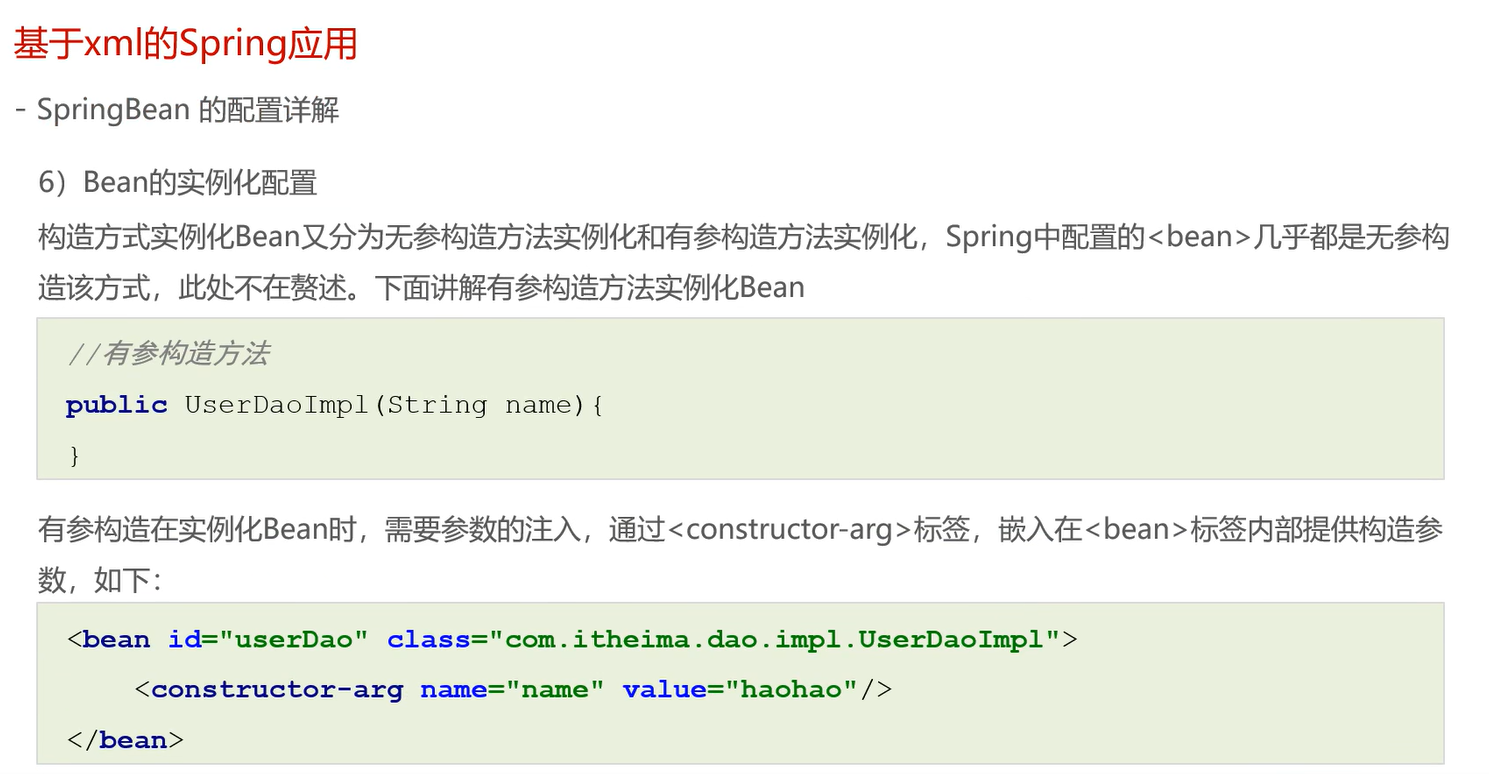 基于xml的Spring应用
- SpringBean 的配置详解
6）Bean的实例化配置
构造方式实例化Bean又分为无参构造方法实例化和有参构造方法实例化，Spring中配置的<bean>几乎都是无参构
造该方式，此处不在赘述。下面讲解有参构造方法实例化Bean
//有参构造方法
public UserDaoImpl(String name){
}
有参构造在实例化Bean时，需要参数的注入，通过<constructor-arg>标签，嵌入在<bean>标签内部提供构造参
数，如下：
<bean id="userDao" class="com.itheima.dao.impl.UserDaoImpl">
<constructor-arg name="name" value="haohao"/>
</bean>